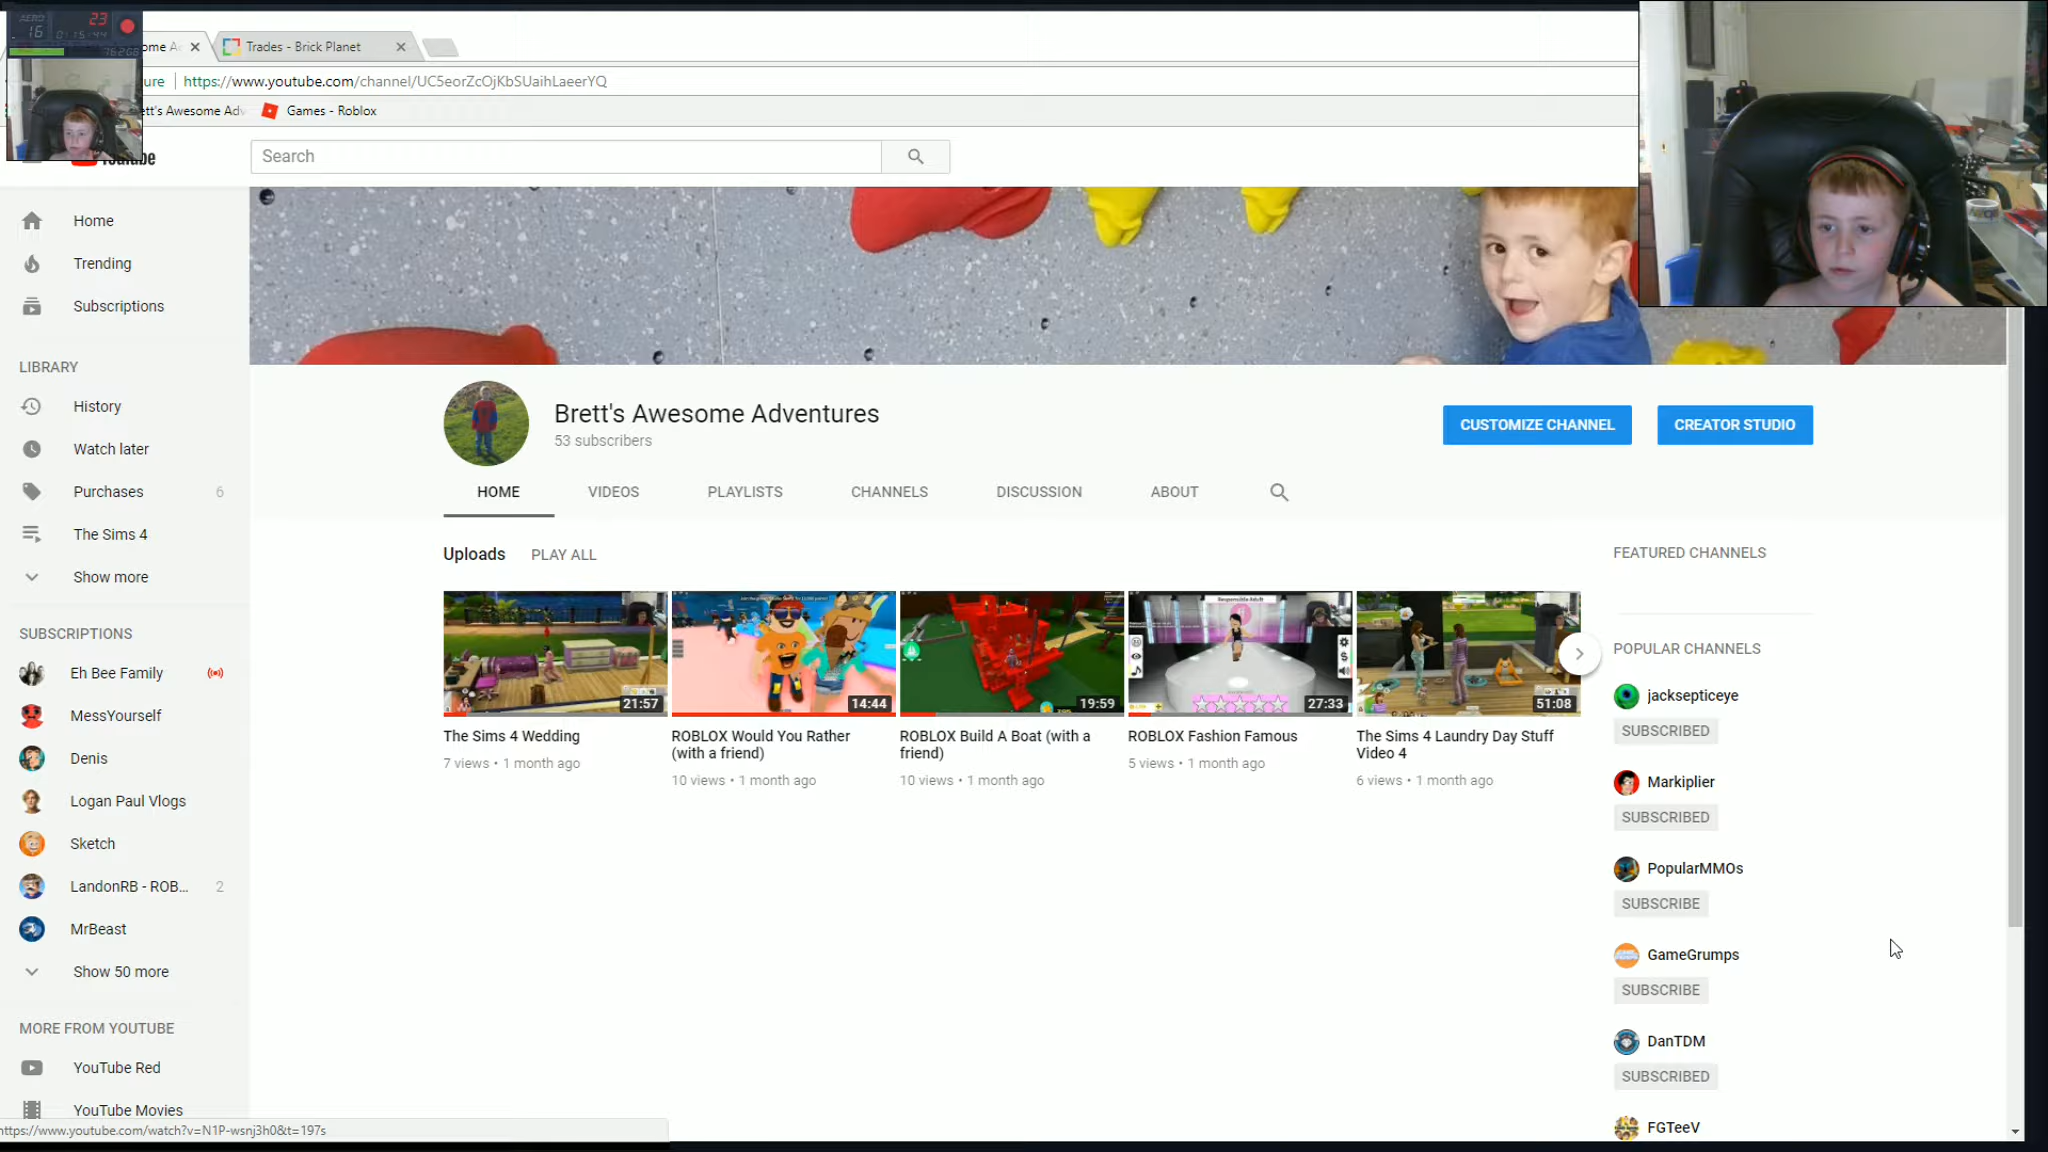 AERO
23
16
0:15:44
ome A
Trades - Brick Planet
ure
https://www.youtube.com/channel/UC5eorZcOjKbSUaihLaeerYQ
ett's Awesome Adv
Games - Roblox
Search
Home
Trending
Subscriptions
LIBRARY
History
Watch later
Purchases 6
The Sims 4
Show more
SUBSCRIPTIONS
Eh Bee Family
MessYourself
Denis
Logan Paul Vlogs
Sketch
LandonRB - ROB... 2
MrBeast
Show 50 more
MORE FROM YOUTUBE
YouTube Red
YouTube Movies
https://www.youtube.com/watch?v=N1P-wsnj3h0&t=197s
Brett's Awesome Adventures
53 subscribers
CUSTOMIZE CHANNEL
CREATOR STUDIO
HOME VIDEOS PLAYLISTS CHANNELS DISCUSSION ABOUT
Uploads PLAY ALL
21:57
The Sims 4 Wedding
7 views • 1 month ago
14:44
ROBLOX Would You Rather
(with a friend)
10 views • 1 month ago
19:59
ROBLOX Build A Boat (with a
friend)
10 views • 1 month ago
27:33
ROBLOX Fashion Famous
5 views • 1 month ago
51:08
The Sims 4 Laundry Day Stuff
Video 4
6 views • 1 month ago
FEATURED CHANNELS
POPULAR CHANNELS
jacksepticeye
SUBSCRIBED
Markiplier
SUBSCRIBED
PopularMMOs
SUBSCRIBE
GameGrumps
SUBSCRIBE
DanTDM
SUBSCRIBED
FGTeeV